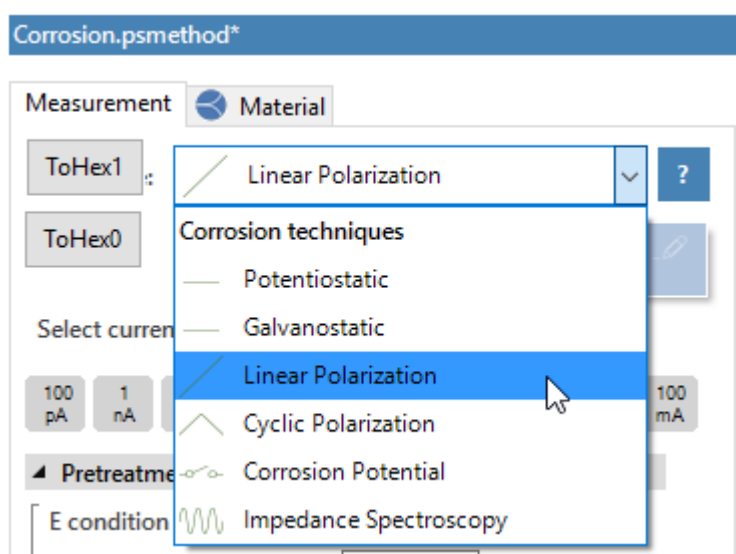 Corrosion.psmethod*
Measurement
Material
ToHex1
:
Linear Polarization
?
ToHex0
Corrosion techniques
Potentiostatic
Galvanostatic
Select curren
Linear Polarization
100 pA
1 nA
100 mA
Cyclic Polarization
Pretreatme
Corrosion Potential
E condition
Impedance Spectroscopy